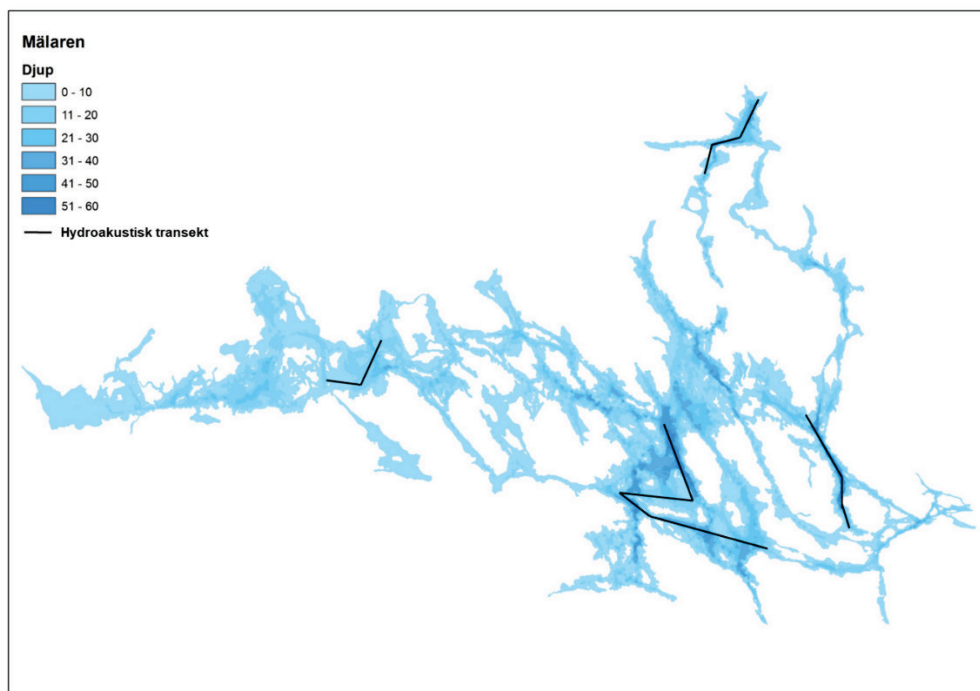 Mälaren
Djup
0 - 10
11 - 20
21 - 30
31 - 40
41 - 50
51 - 60
Hydroakustisk transekt